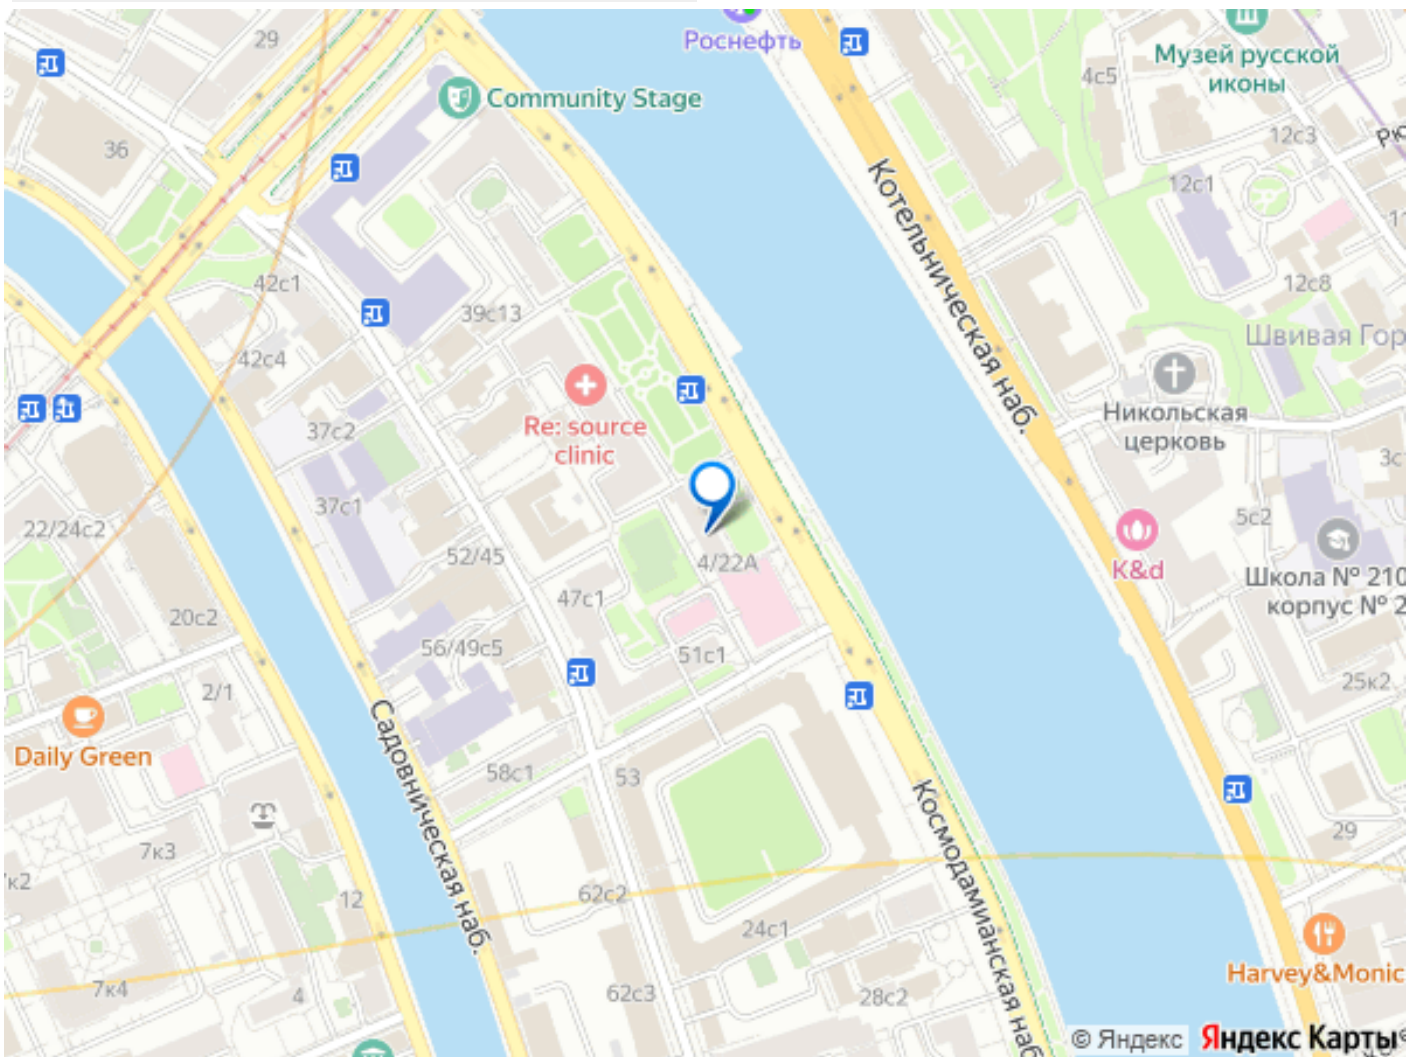 29
Роснефть
Музей русской
иконы
4с5
Community Stage
36
12с3
12с1
42с1
39с13
12с8
Швивая Гор
Котельническая наб.
42с4
Re: source
clinic
Никольская
церковь
37с2
3с
37с1
22/24с2
5с2
52/45
4/22А
K&d
Школа № 210
корпус № 2
47с1
20с2
56/49с5
51с1
2/1
25к2
Daily Green
Садовническая наб.
58с1
53
Космодамианская наб
7к3
29
к2
12
62с2
24с1
Harvey&Monic
7к4
4
62с3
28с2
© Яндекс
Яндекс Карты